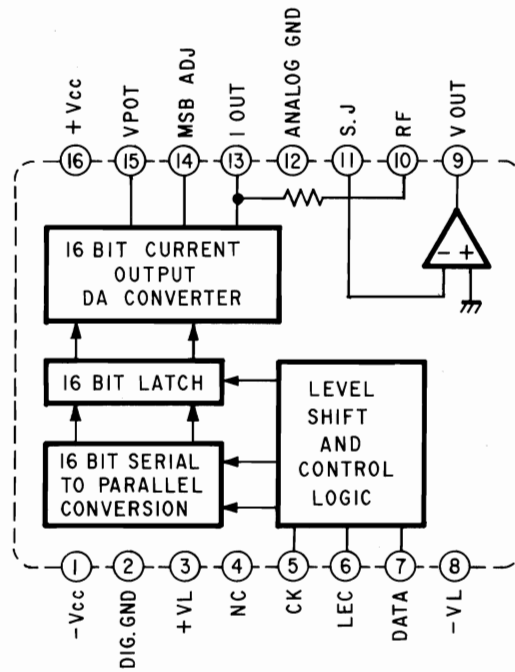 +Vcc
VPOT
MSB ADJ
I OUT
ANALOG GND
S.J
RF
V OUT
16
15
14
13
12
11
10
9
16 BIT CURRENT
OUTPUT
DA CONVERTER
- +
16 BIT LATCH
LEVEL
SHIFT
AND
CONTROL
LOGIC
16 BIT SERIAL
TO PARALLEL
CONVERSION
1
2
3
4
5
6
7
8
-Vcc
DIG.GND
+VL
NC
CK
LEC
DATA
-VL